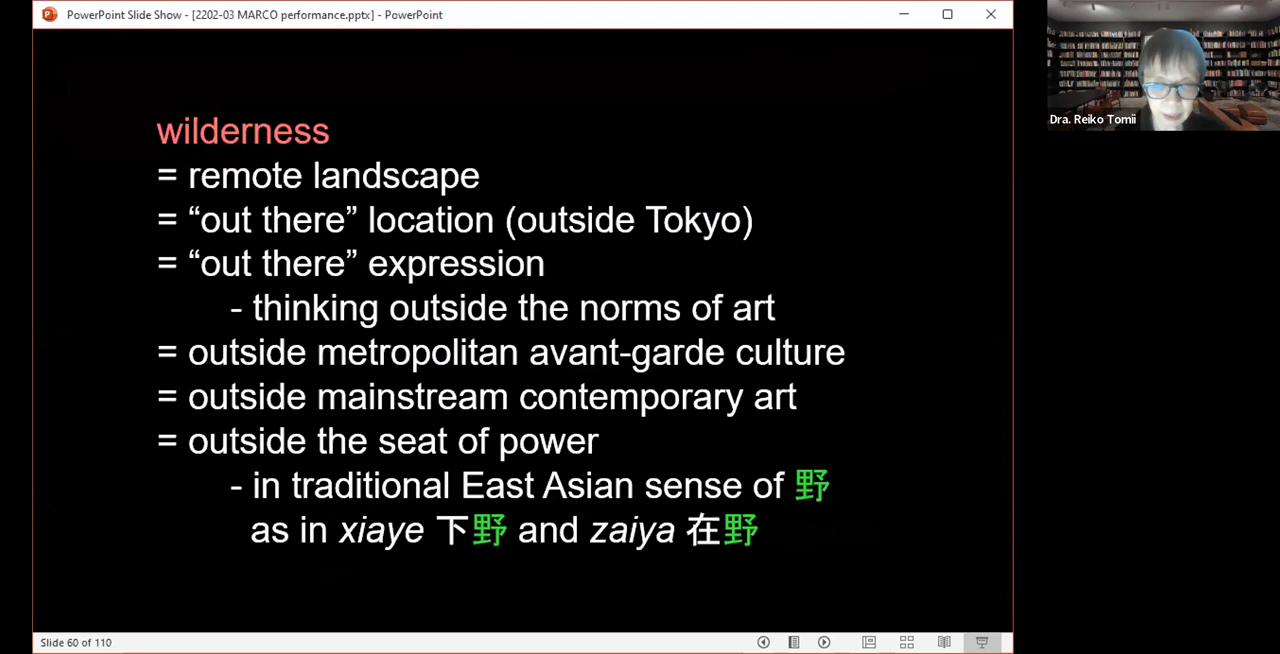 PowerPoint Slide Show - [2202-03 MARCO performance.pptx] - PowerPoint
Dra. Reiko Tomii
wilderness
= remote landscape
= “out there” location (outside Tokyo)
= “out there” expression
- thinking outside the norms of art
= outside metropolitan avant-garde culture
= outside mainstream contemporary art
= outside the seat of power
- in traditional East Asian sense of 野
as in xiaye 下野 and zaiya 在野
Slide 60 of 110